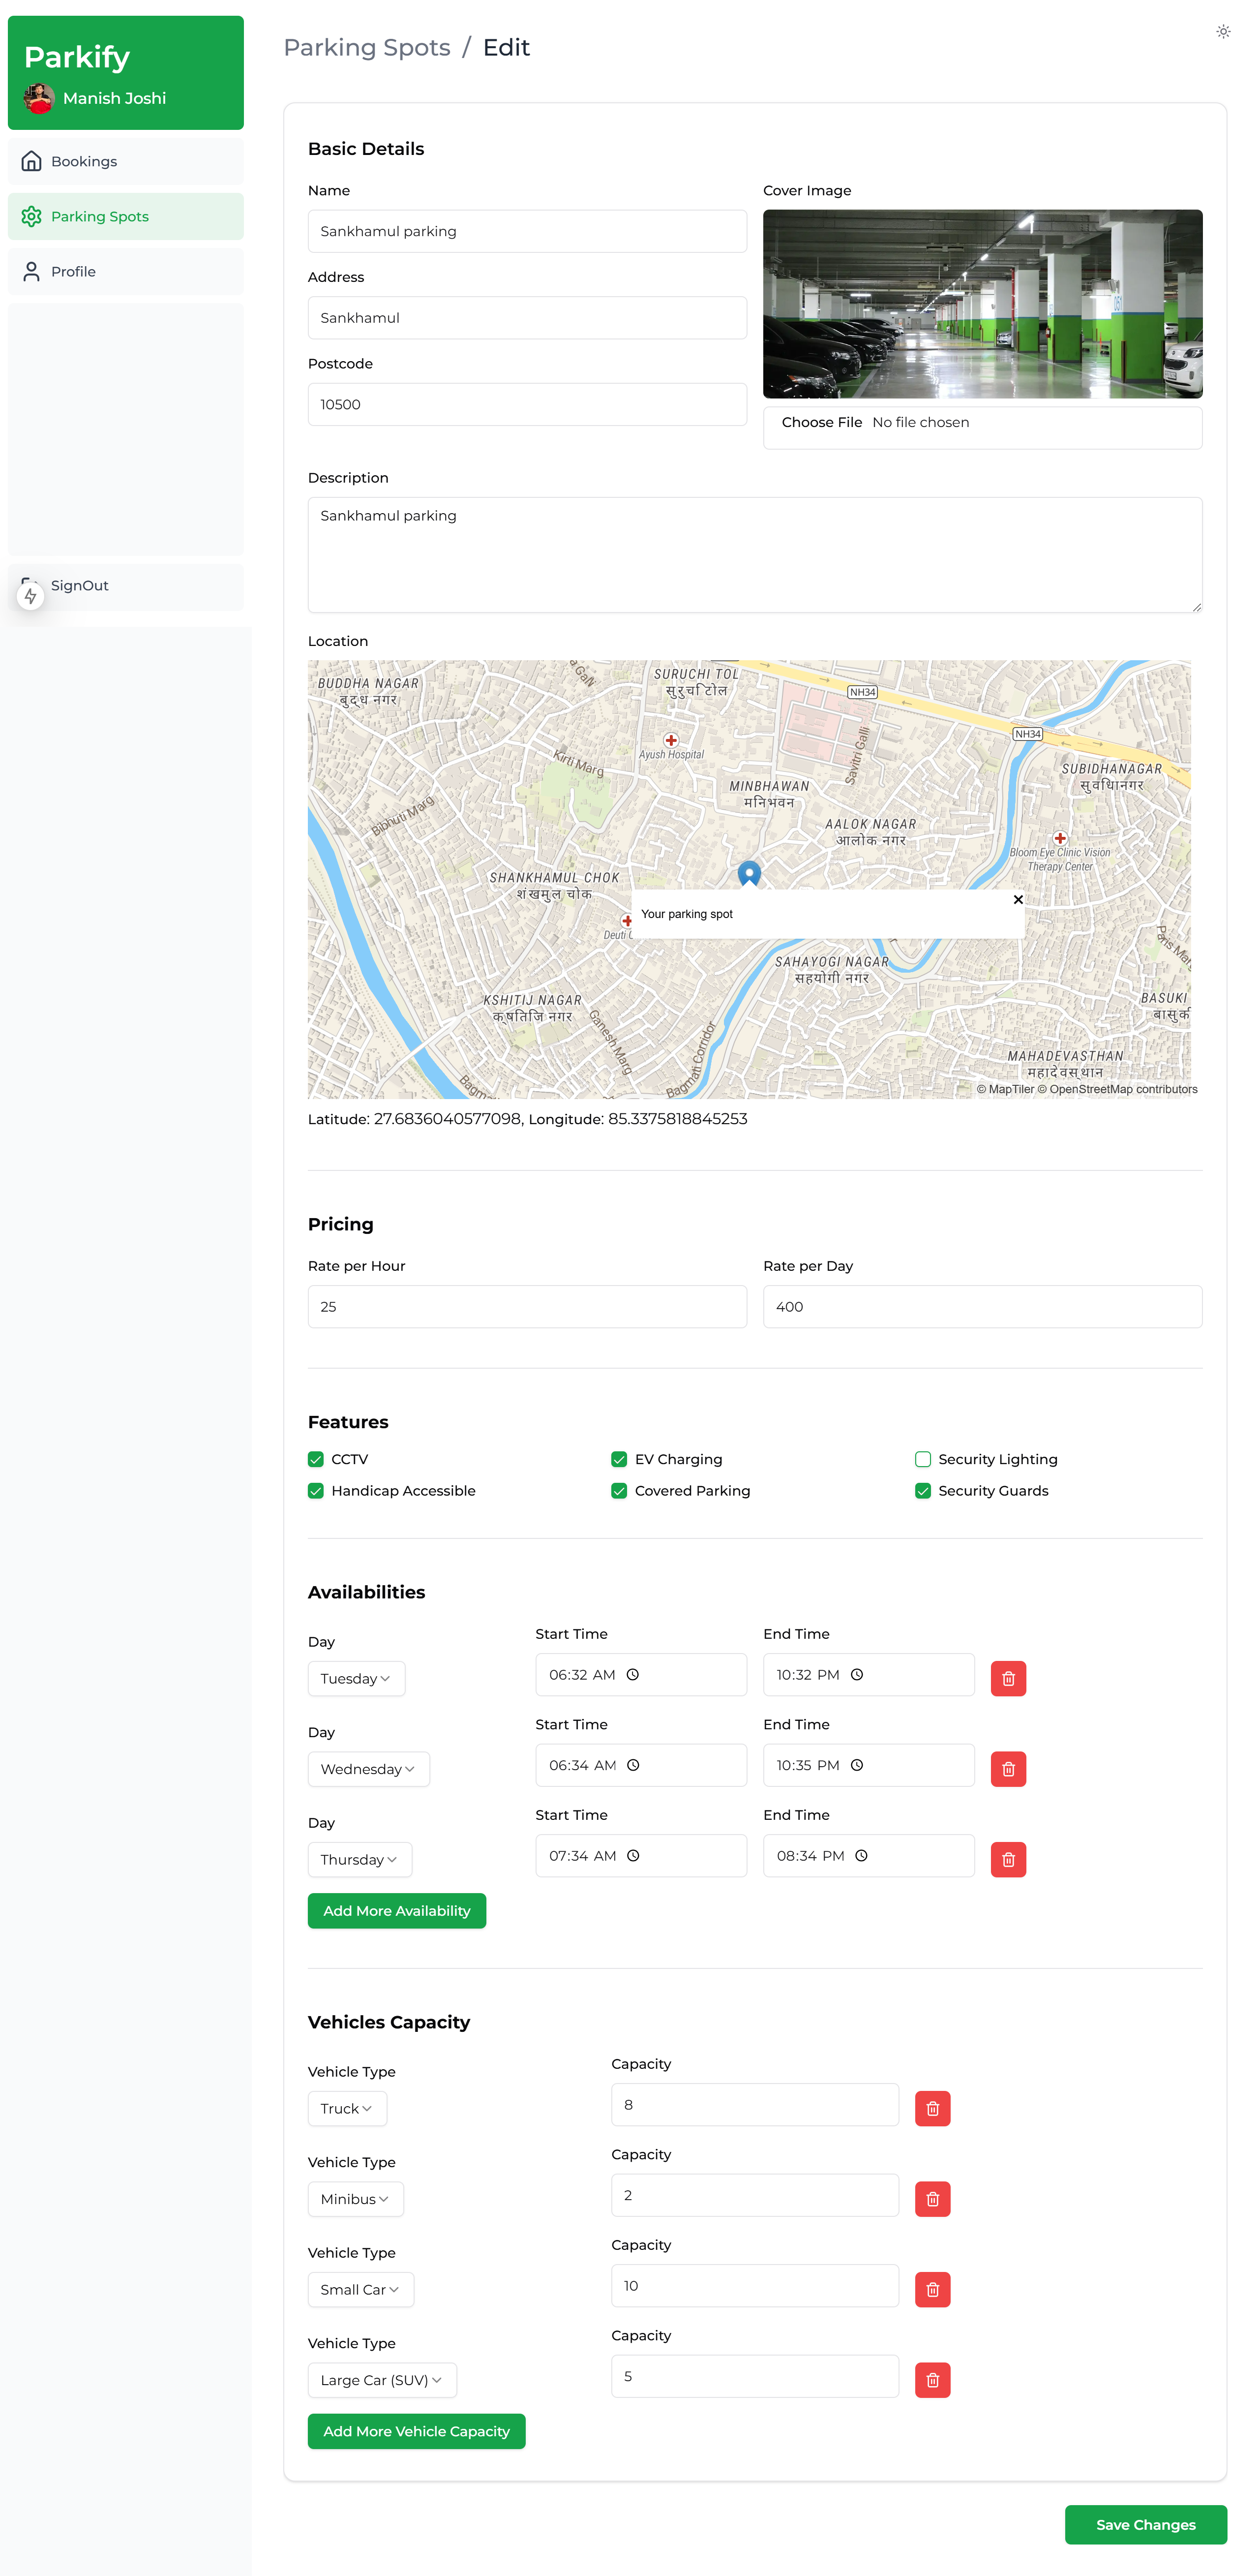 Parkify
Manish Joshi
Bookings
Parking Spots
Profile
SignOut
Parking Spots / Edit
Basic Details
Name
Sankhamul parking
Address
Sankhamul
Postcode
10500
Cover Image
051
Choose File No file chosen
Description
Sankhamul parking
Location
BUDDHA NAGAR
बुद्ध नगर
SURUCHI TOL
सुरुचि टोल
NH34
NH34
Ayush Hospital
Kirti Marg
Savitri Galli
SUBIDHANAGAR
सुविधानगर
MINBHAWAN
मनिभवन
Bibhuti Marg
AALOK NAGAR
आलोक नगर
Bloom Eye Clinic Vision
Therapy Center
SHANKHAMUL CHOK
शंखमुल चोक
Your parking spot
Deuti
SAHAYOGI NAGAR
सहयोगी नगर
KSHITIJ NAGAR
क्षतिजि नगर
Ganesh Marg
BASUKI
बासुकी
Bagmati Corridor
MAHADEVASTHAN
महादेवस्थान
© MapTiler © OpenStreetMap contributors
Latitude: 27.6836040577098, Longitude: 85.3375818845253
Pricing
Rate per Hour
25
Rate per Day
400
Features
CCTV
EV Charging
Security Lighting
Handicap Accessible
Covered Parking
Security Guards
Availabilities
Day
Start Time
End Time
Tuesday
06:32 AM
10:32 PM
Day
Start Time
End Time
Wednesday
06:34 AM
10:35 PM
Day
Start Time
End Time
Thursday
07:34 AM
08:34 PM
Add More Availability
Vehicles Capacity
Vehicle Type
Capacity
Truck
8
Vehicle Type
Capacity
Minibus
2
Vehicle Type
Capacity
Small Car
10
Vehicle Type
Capacity
Large Car (SUV)
5
Add More Vehicle Capacity
Save Changes